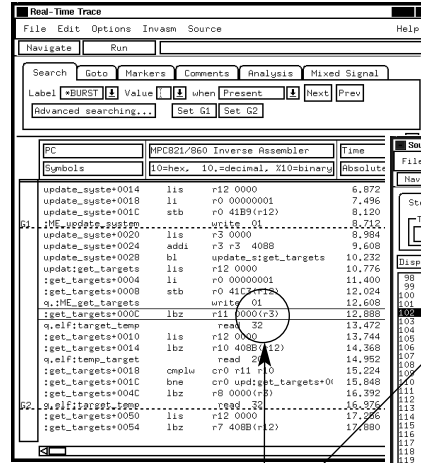 Real-Time Trace
File Edit Options Invasm Source Help
Navigate Run
Search Goto Markers Comments Analysis Mixed Signal
Label *BURST Value when Present Next Prev
Advanced searching... Set G1 Set G2
PC MPC821/860 Inverse Assembler Time
Symbols 10=hex, 10.=decimal, %10=binary Absolute
update_syste+0014 lis r12 0000 6.872
update_syste+0018 li r0 00000001 7.496
update_syste+001C stb r0 41B9(r12) 8.120
G1 :ME_update_system write 01 8.712
update_syste+0020 lis r3 0000 8.984
update_syste+0024 addi r3 r3 4088 9.608
update_syste+0028 bl update_s:get_targets 10.232
updat:get_targets lis r12 0000 10.776
:get_targets+0004 li r0 00000001 11.400
:get_targets+0008 stb r0 41C7(r12) 12.024
q.:ME_get_targets write 01 12.608
:get_targets+000C lbz r11 0000(r3) 12.888
q.elf:target_temp read 32 13.472
:get_targets+0010 lis r12 0000 13.744
:get_targets+0014 lbz r10 408B(r12) 14.368
q.elf:temp_target read 14.952
:get_targets+0018 cmplw cr0 r11 r10 15.224
:get_targets+001C bne cr0 upd:get_targets+0( 15.848
:get_targets+004C lbz r8 0000(r3) 16.392
G2 q.elf:target_temp read 32 16.976
:get_targets+0050 lis r12 0000 17.256
:get_targets+0054 lbz r7 408B(r12) 17.880
Sou
File
Nav
Disp
98
99
100
101
102
103
104
105
106
107
108
109
110
111
112
113
114
115
116
117
118
119